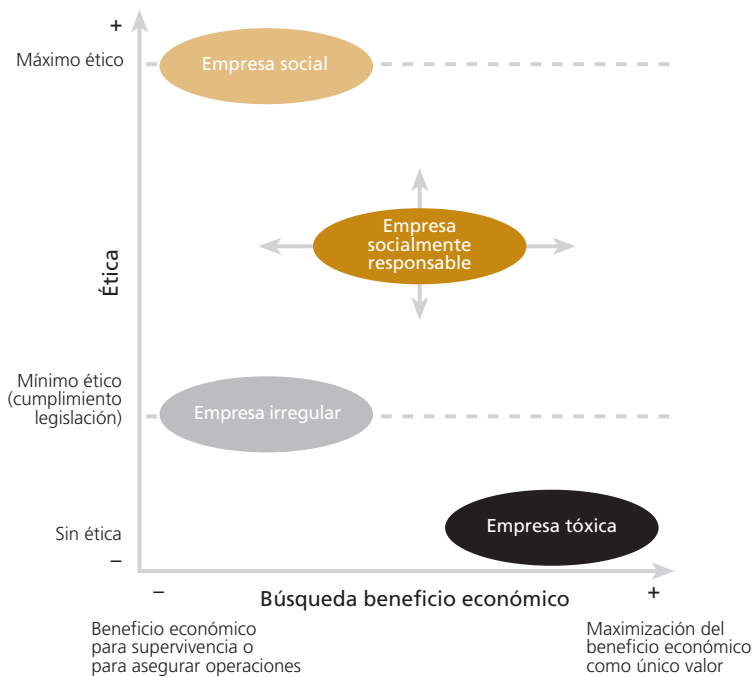 +
Máximo ético
Empresa social
Empresa
socialmente
responsable
Ética
Mínimo ético
(cumplimiento
legislación)
Empresa irregular
Sin ética
Empresa tóxica
–
–
Búsqueda beneficio económico
+
Beneficio económico
para supervivencia o
para asegurar operaciones
Maximización del
beneficio económico
como único valor